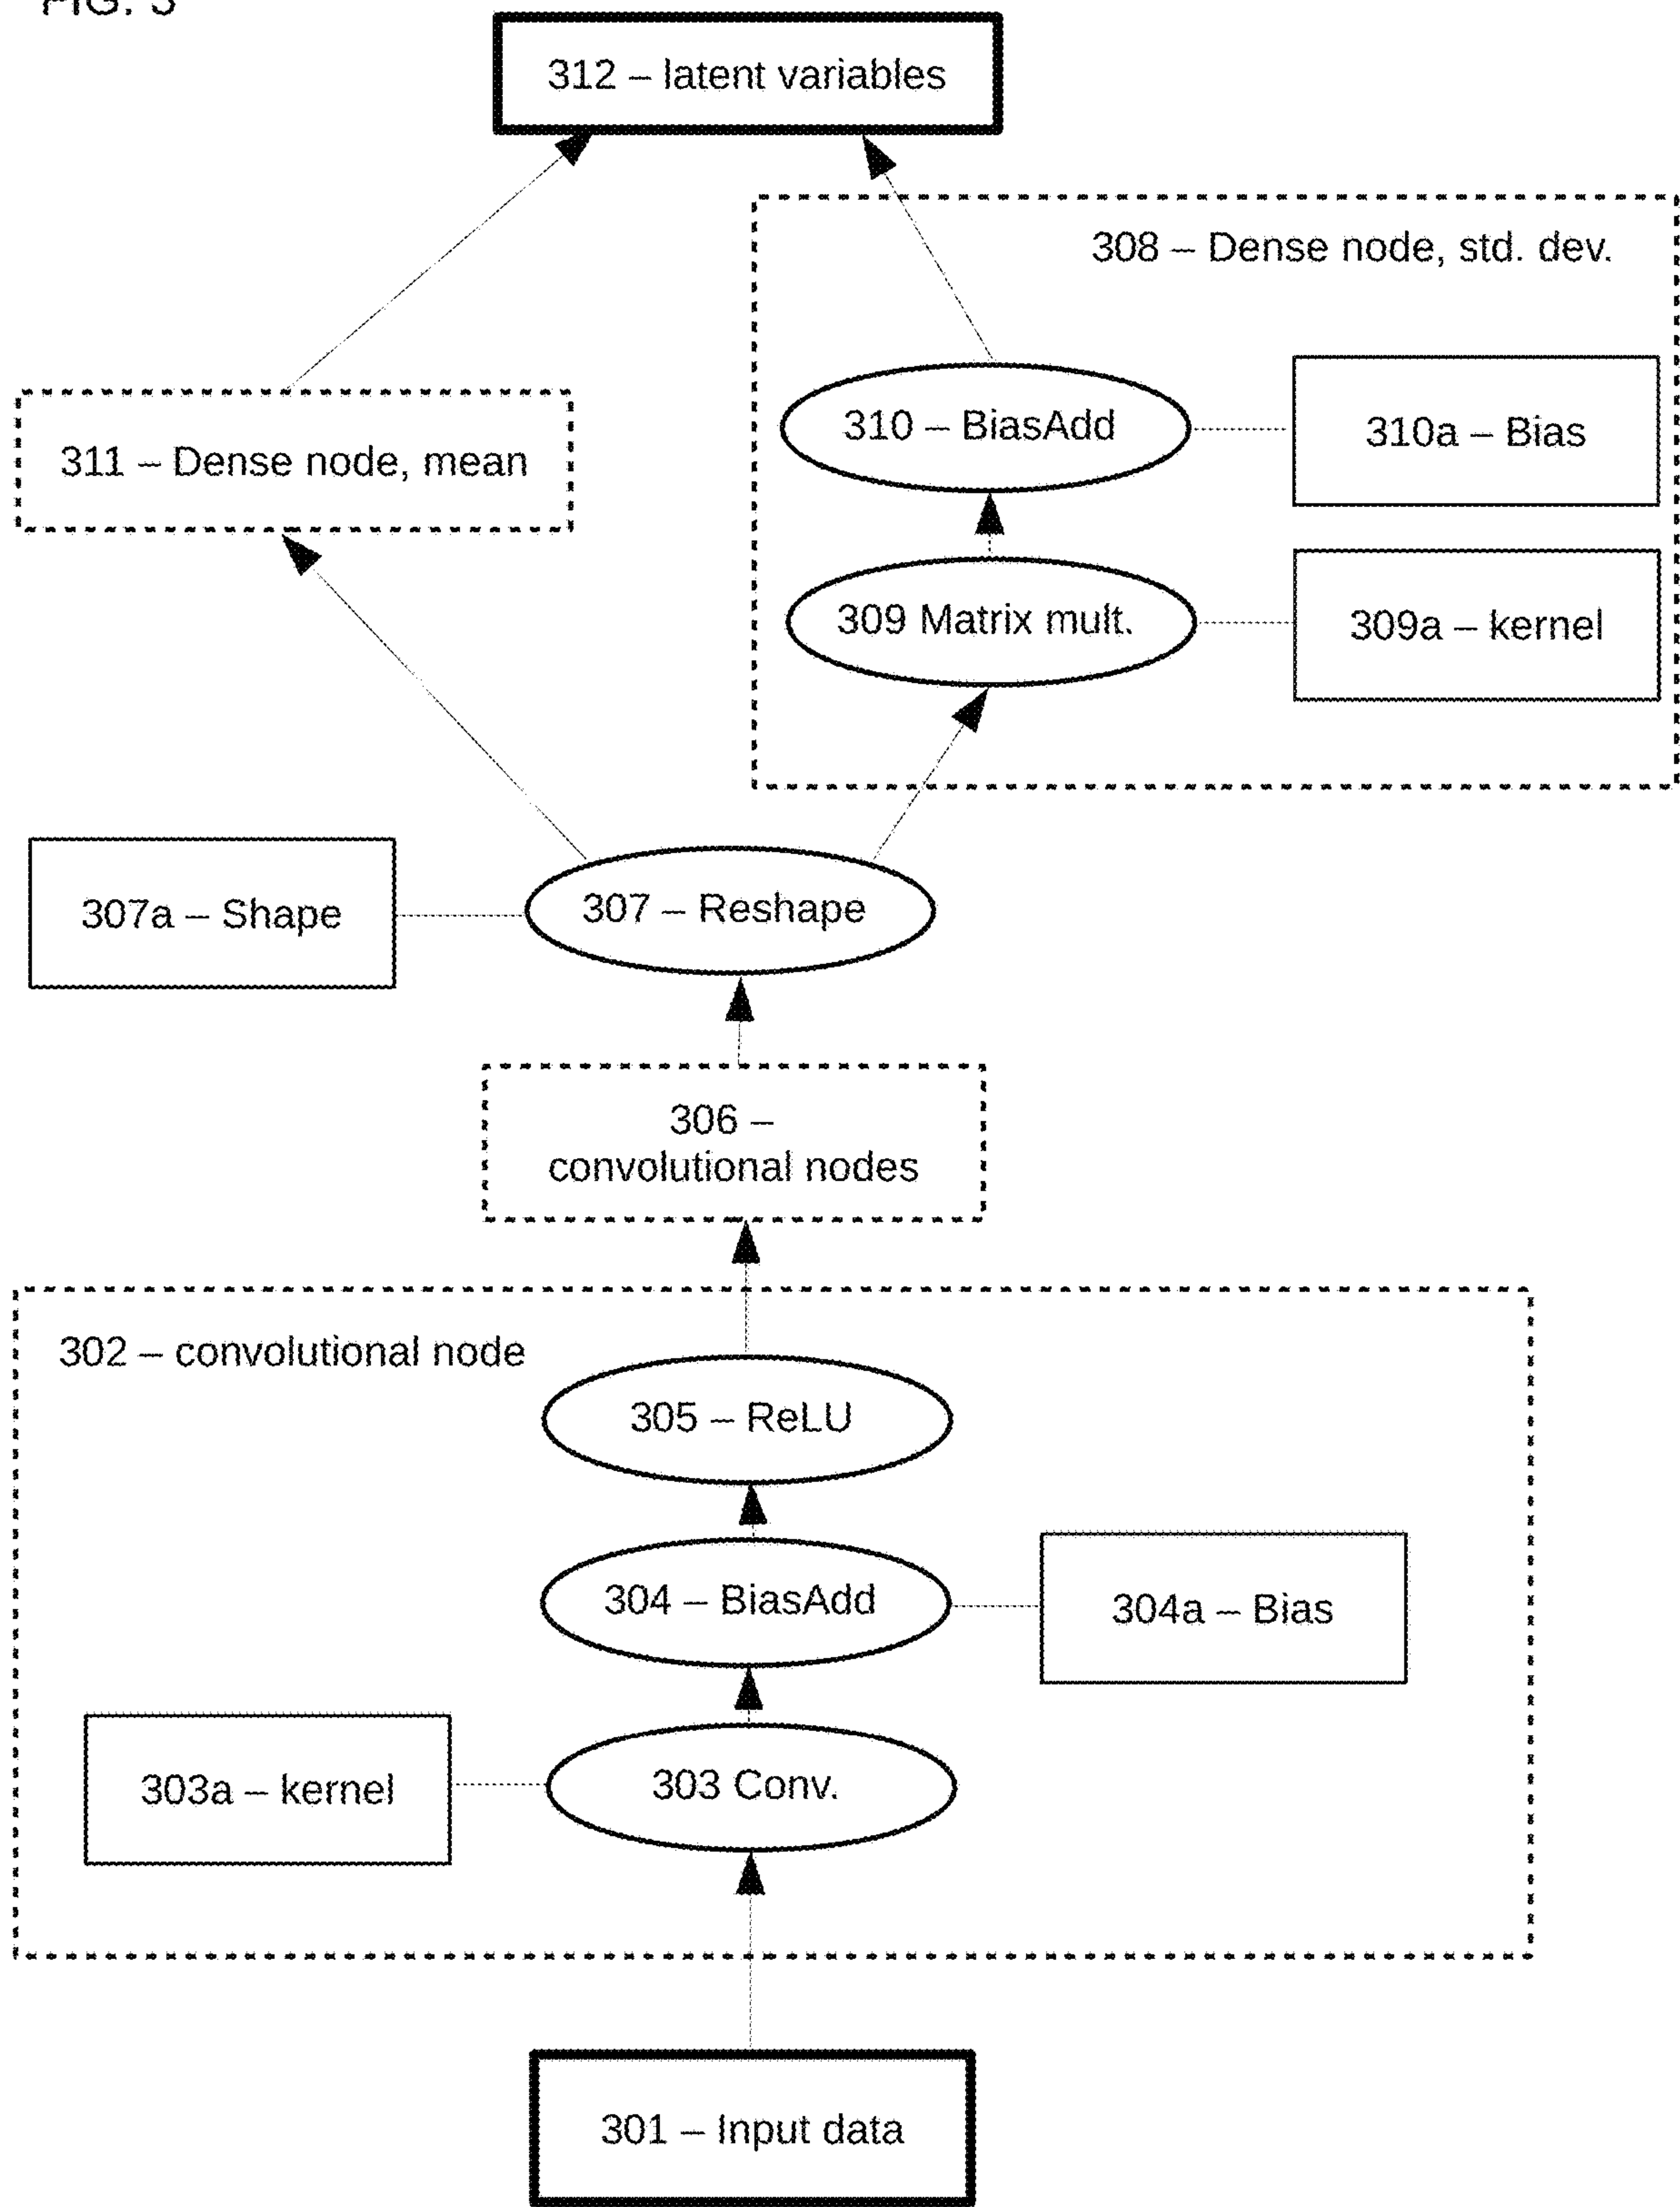 FIG. 3
312 – latent variables
308 – Dense node, std. dev.
310 – BiasAdd
310a – Bias
311 – Dense node, mean
309 Matrix mult.
309a – kernel
307a – Shape
307 – Reshape
306 –
convolutional nodes
302 – convolutional node
305 – ReLU
304 – BiasAdd
304a – Bias
303a – kernel
303 Conv.
301 – Input data